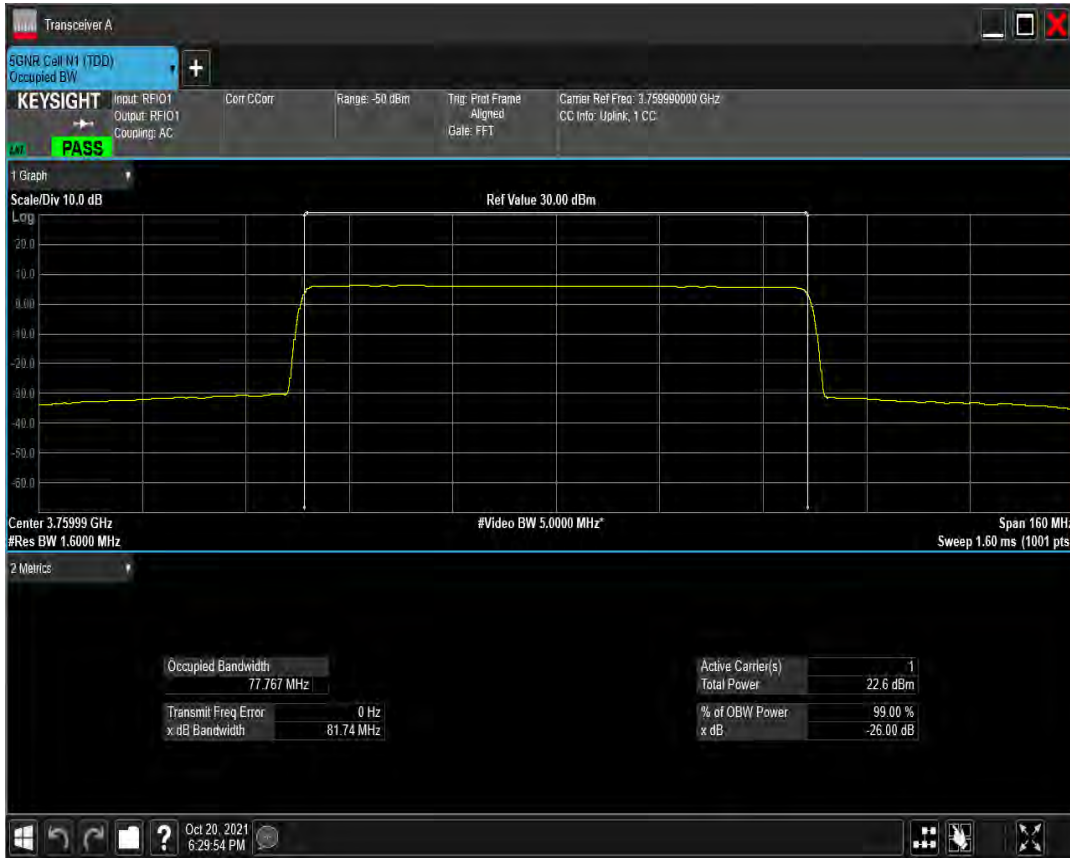 Transceiver A
5GNR Cell N1 (TDD)
Occupied BW
KEYSIGHT
Input: RFIO1
Output: RFIO1
Coupling: AC
Corr CCorr
Range: -50 dBm
Trig: Prot Frame
Aligned
Gate: FFT
Carrier Ref Freq: 3.759990000 GHz
CC Info: Uplink, 1 CC
PASS
1 Graph
Scale/Div 10.0 dB
Ref Value 30.00 dBm
Log
20.0
10.0
0.00
-10.0
-20.0
-30.0
-40.0
-50.0
-60.0
Center 3.75999 GHz
#Video BW 5.0000 MHz*
Span 160 MHz
#Res BW 1.6000 MHz
Sweep 1.60 ms (1001 pts
2 Metrics
Occupied Bandwidth
77.767 MHz
Transmit Freq Error 0 Hz
x dB Bandwidth 81.74 MHz
Active Carrier(s) 1
Total Power 22.6 dBm
% of OBW Power 99.00 %
x dB -26.00 dB
?
Oct 20, 2021
6:29:54 PM